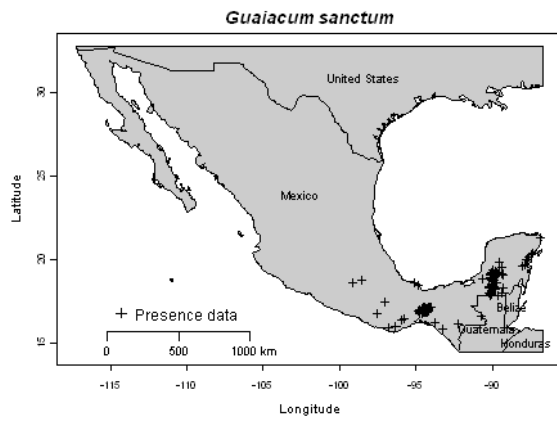 Guaiacum sanctum
United States
Mexico
Belize
Guatemala
Honduras
+ Presence data
0 500 1000 km
Latitude
30
25
20
15
-115 -110 -105 -100 -95 -90
Longitude